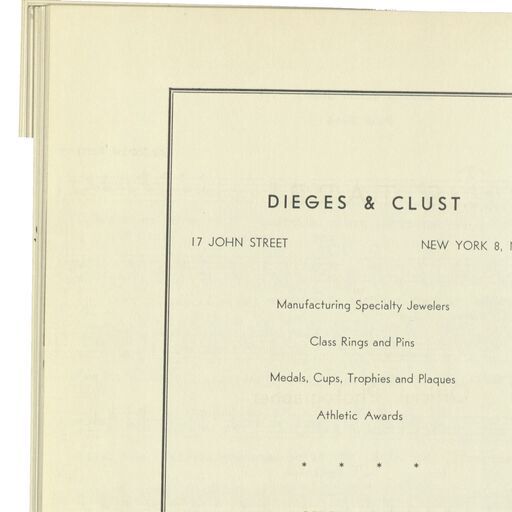 DIEGES & CLUST
17 JOHN STREET NEW YORK 8,
Manufacturing Specialty Jewelers
Class Rings and Pins
Medals, Cups, Trophies and Plaques
Athletic Awards
* * * *